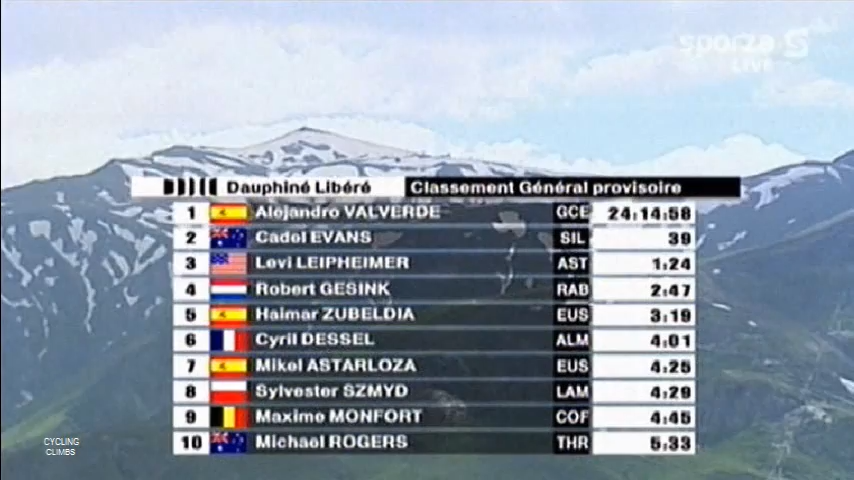 sporza S
LIVE
Dauphiné Libéré Classement Général provisoire
1 Alejandro VALVERDE GCE 24:14:58
2 Cadel EVANS SIL 39
3 Levi LEIPHEIMER AST 1:24
4 Robert GESINK RAB 2:47
5 Haimar ZUBELDIA EUS 3:19
6 Cyril DESSEL ALM 4:01
7 Mikel ASTARLOZA EUS 4:25
8 Sylvester SZMYD LAM 4:29
9 Maxime MONFORT COF 4:45
10 Michael ROGERS THR 5:33
CYCLING
CLIMBS